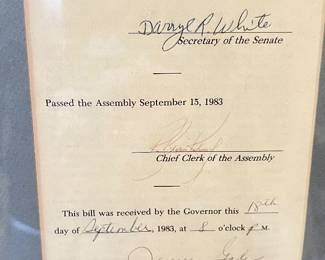 Darryl R. White
Secretary of the Senate
Passed the Assembly September 15, 1983
Chief Clerk of the Assembly
This bill was received by the Governor this 18th
day of September, 1983, at 8 o'clock P M.